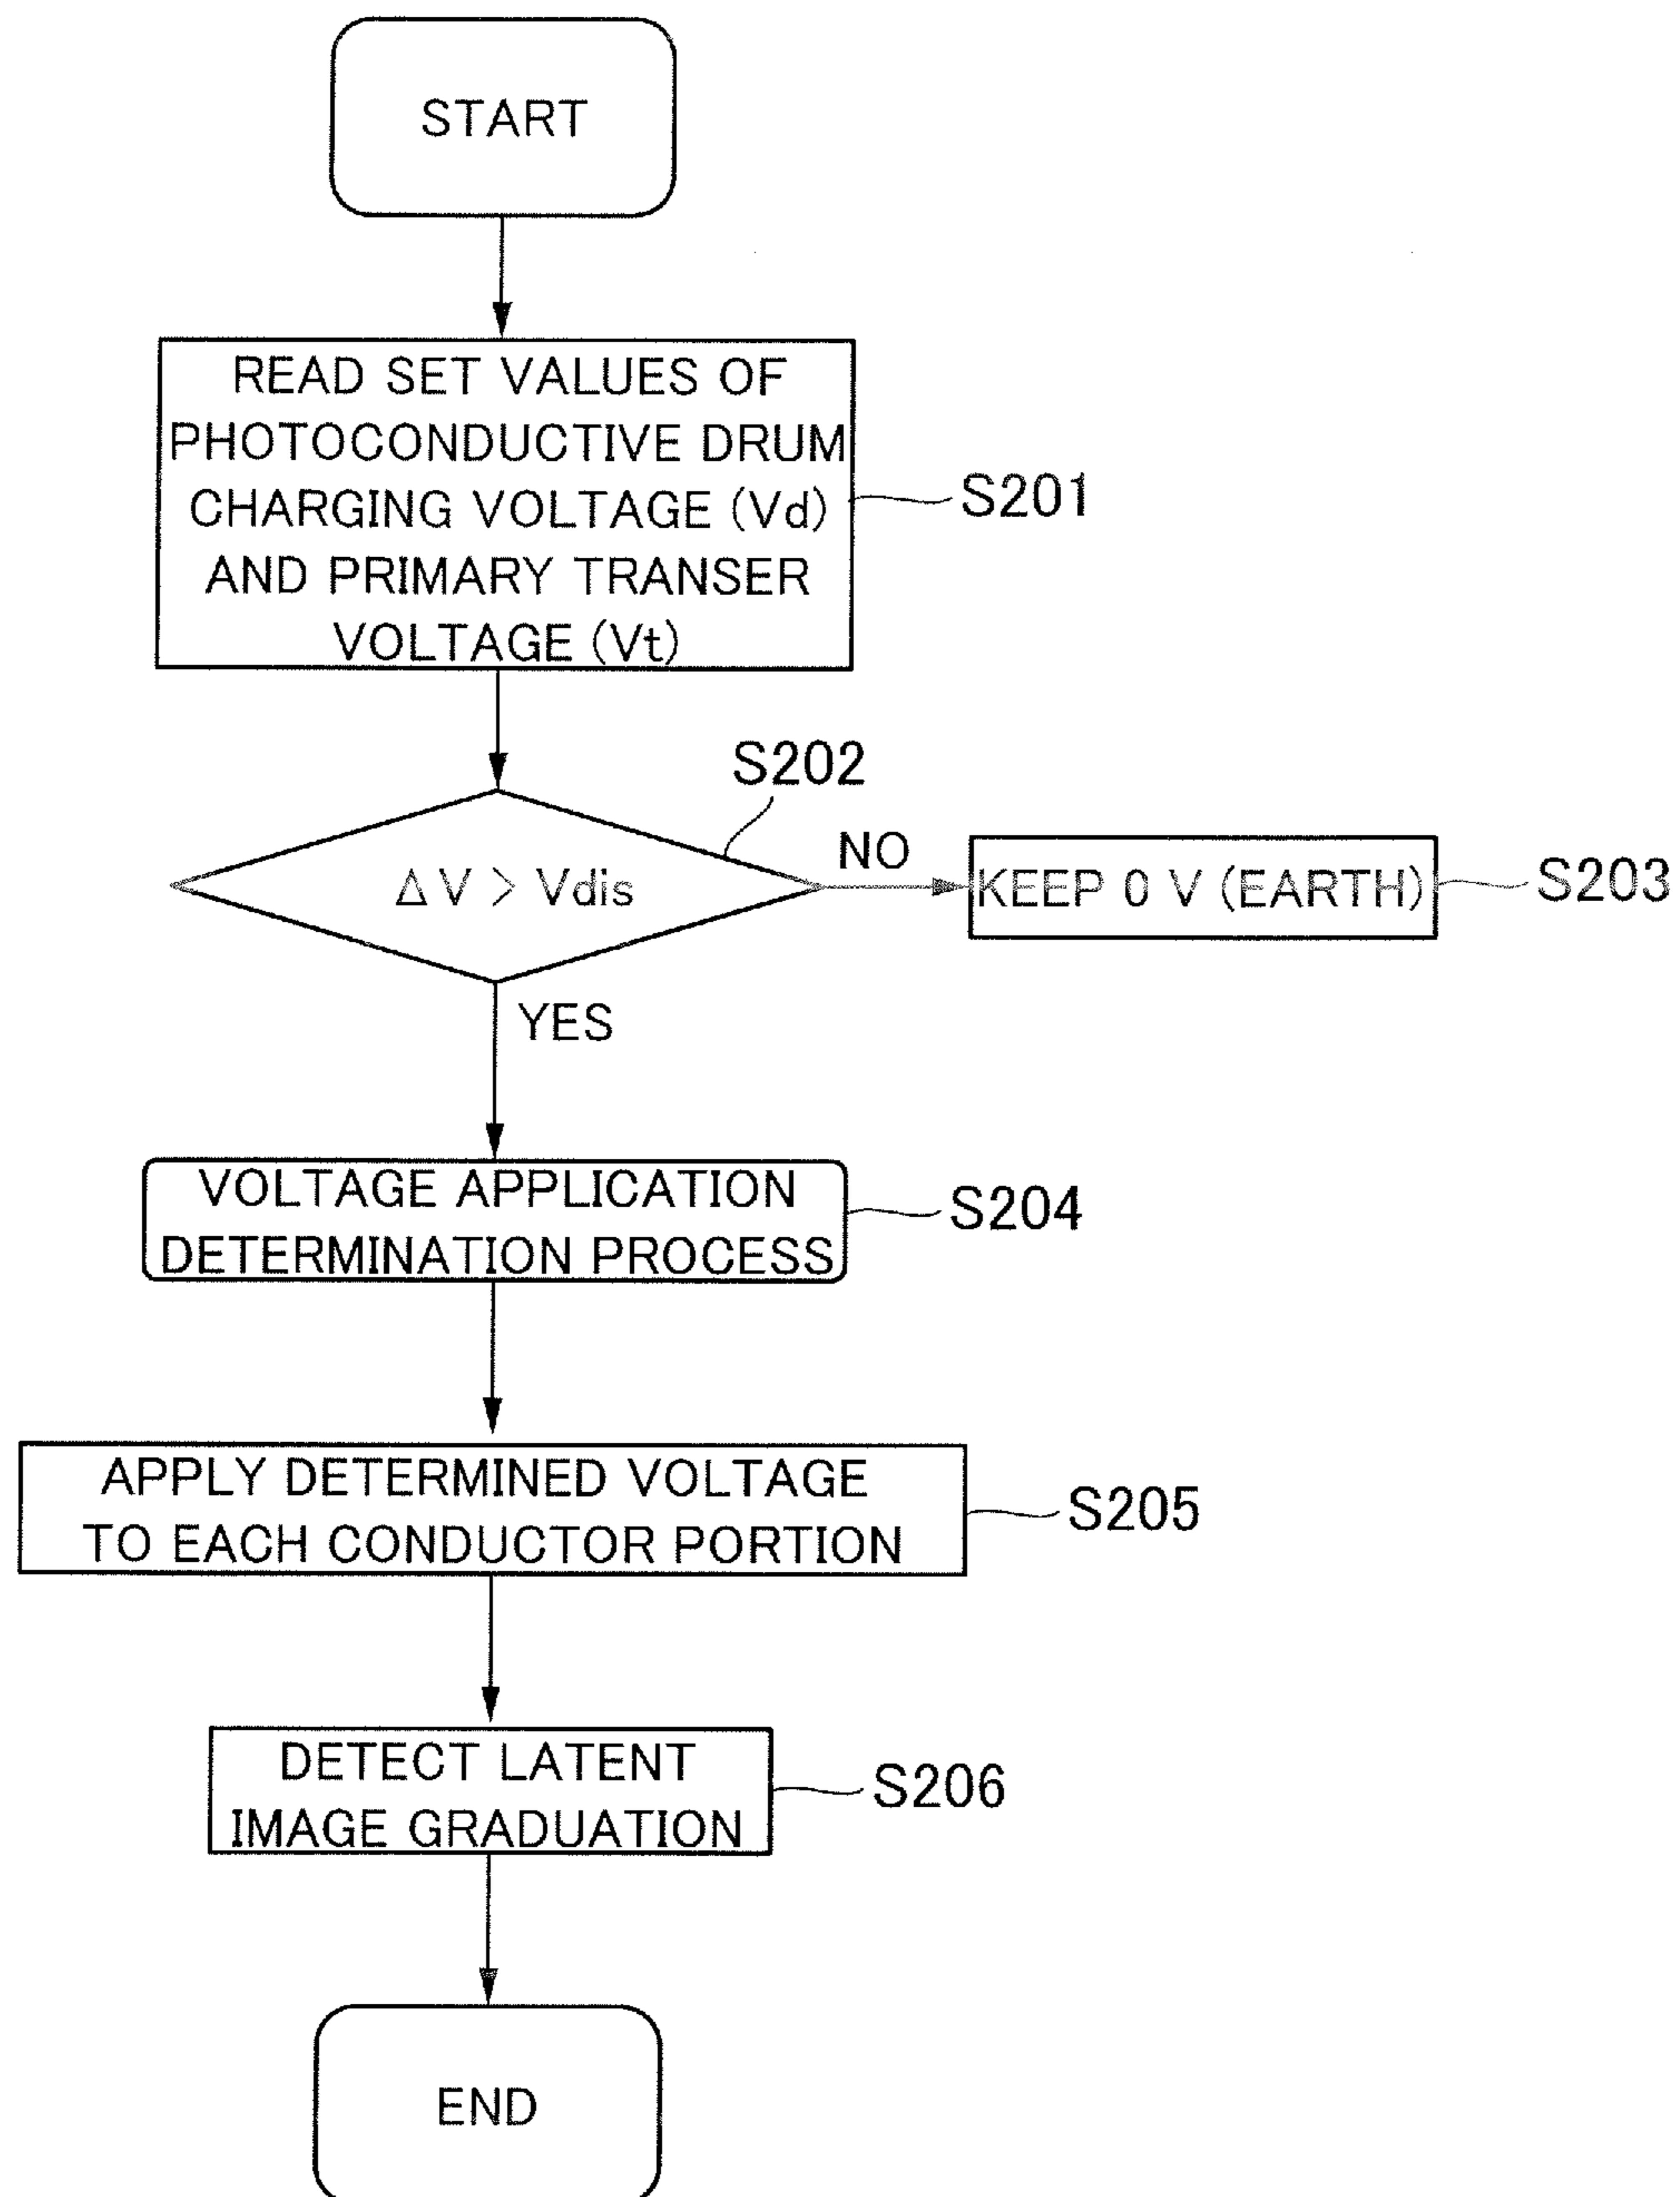 START
READ SET VALUES OF
PHOTOCONDUCTIVE DRUM
CHARGING VOLTAGE (Vd)
AND PRIMARY TRANSER
VOLTAGE (Vt)
S201
S202
ΔV > Vdis
NO
KEEP 0 V (EARTH)
S203
YES
VOLTAGE APPLICATION
DETERMINATION PROCESS
S204
APPLY DETERMINED VOLTAGE
TO EACH CONDUCTOR PORTION
S205
DETECT LATENT
IMAGE GRADUATION
S206
END